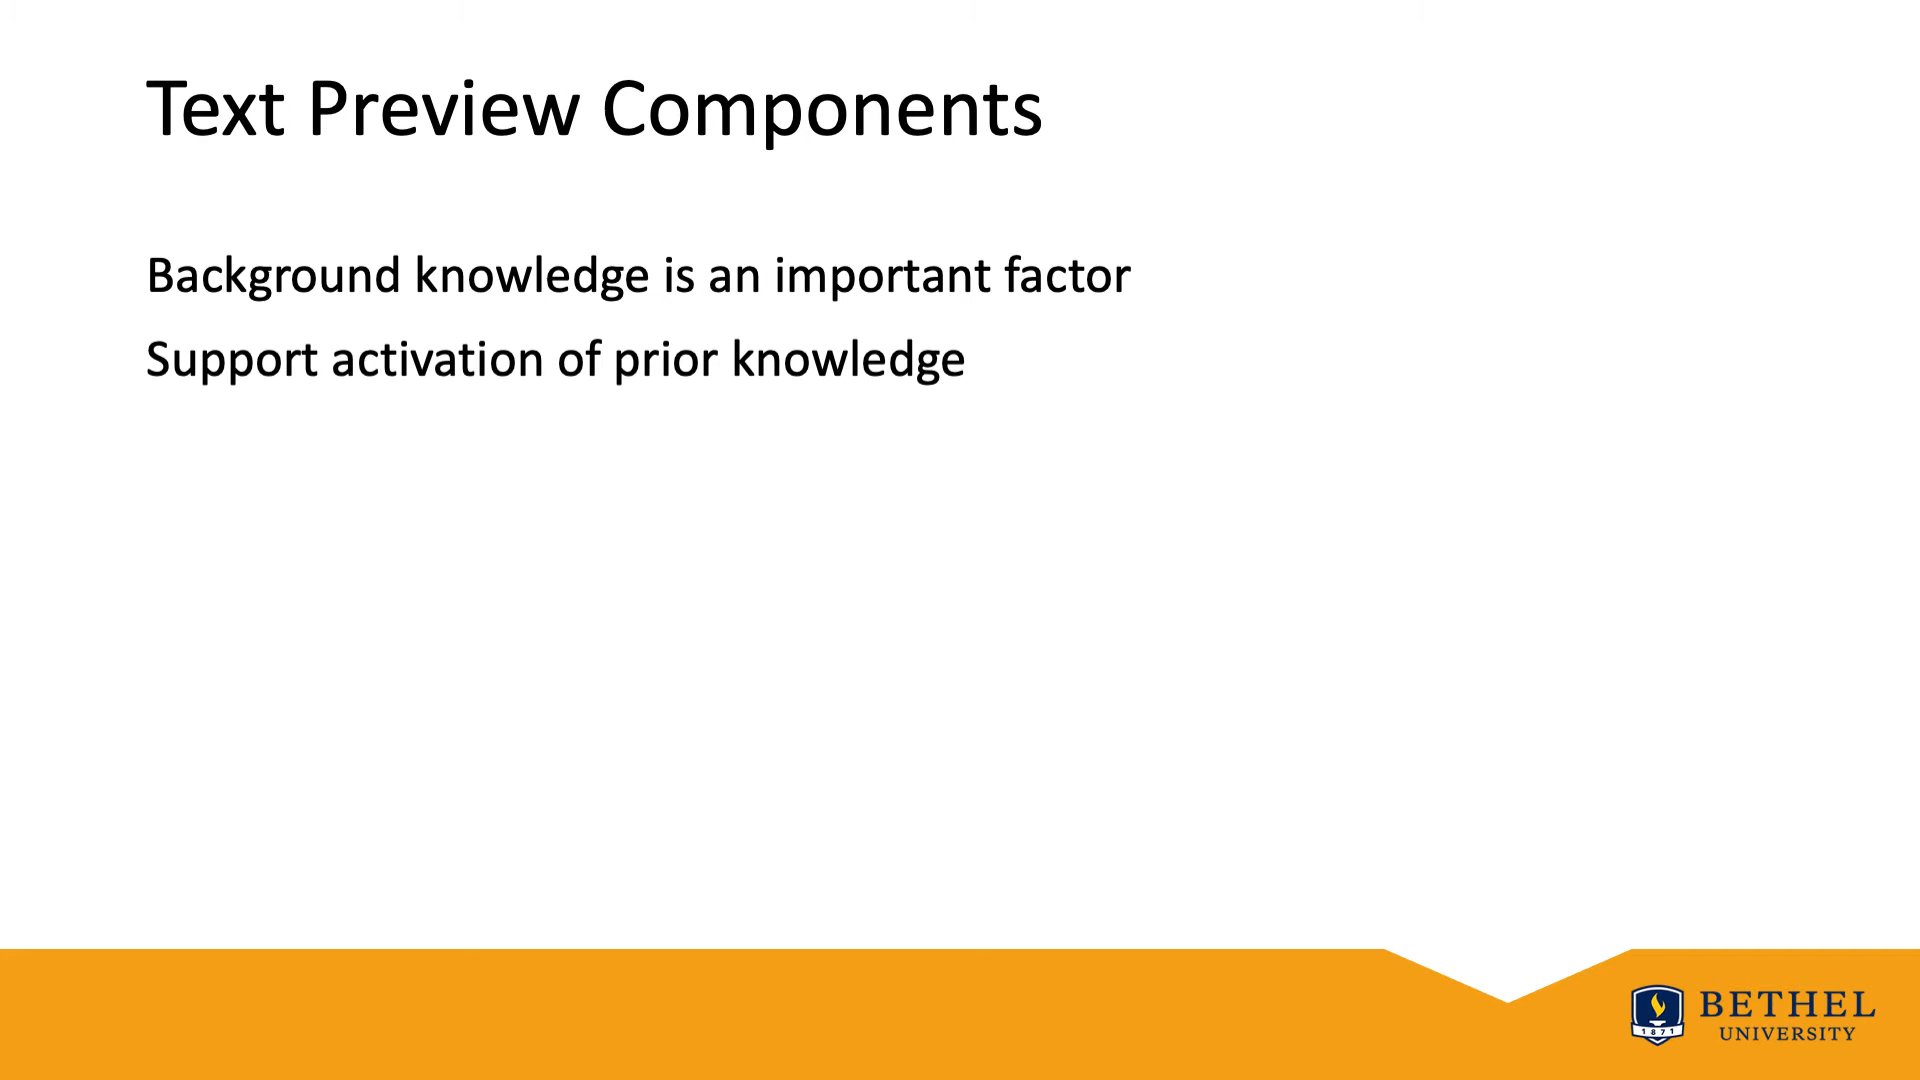 Text Preview Components
Background knowledge is an important factor
Support activation of prior knowledge
1871
BETHEL
UNIVERSITY